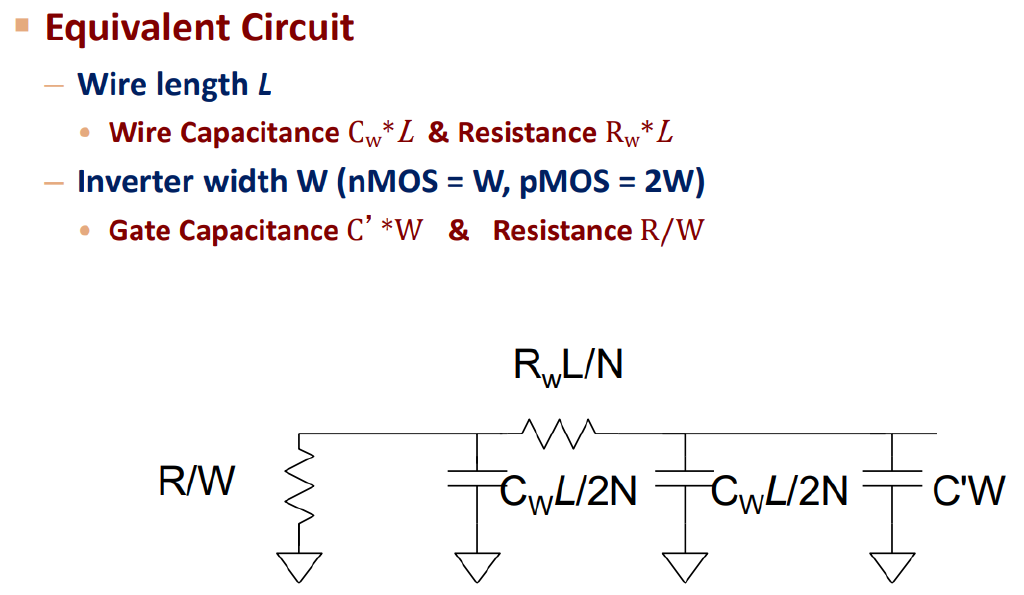 ▪ Equivalent Circuit
– Wire length L
• Wire Capacitance C_w*L & Resistance R_w*L
– Inverter width W (nMOS = W, pMOS = 2W)
• Gate Capacitance C’ *W & Resistance R/W
R_wL/N
R/W
C_wL/2N
C_wL/2N
C'W